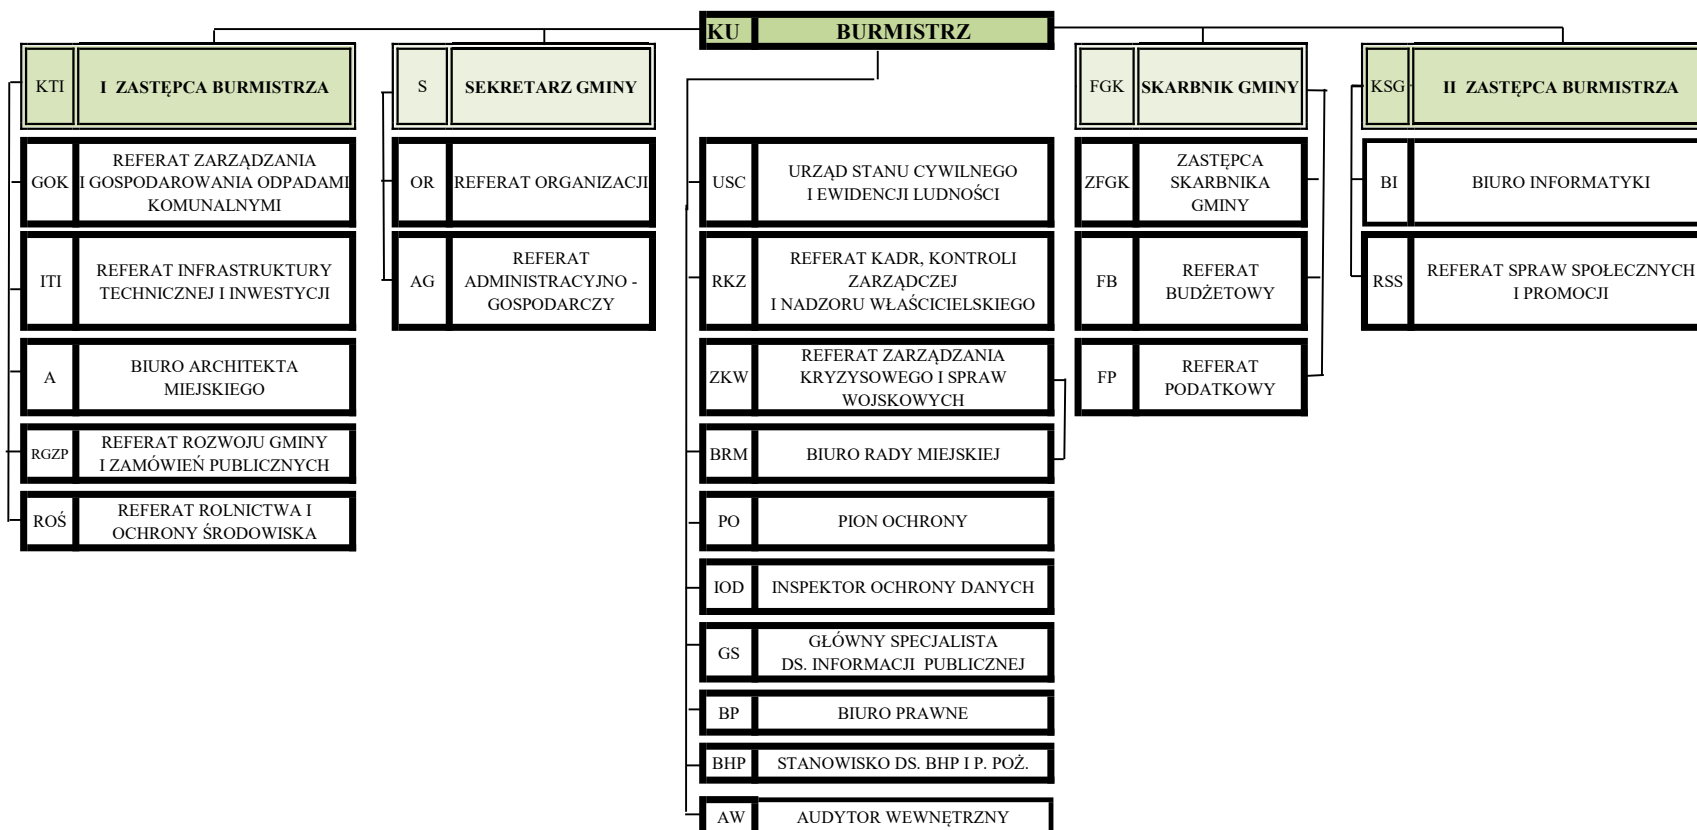 KU BURMISTRZ
KTI I ZASTĘPCA BURMISTRZA
GOK
REFERAT ZARZĄDZANIA
I GOSPODAROWANIA ODPADAMI
KOMUNALNYMI
ITI
REFERAT INFRASTRUKTURY
TECHNICZNEJ I INWESTYCJI
A
BIURO ARCHITEKTA
MIEJSKIEGO
RGZP
REFERAT ROZWOJU GMINY
I ZAMÓWIEŃ PUBLICZNYCH
ROŚ
REFERAT ROLNICTWA I
OCHRONY ŚRODOWISKA
S SEKRETARZ GMINY
OR REFERAT ORGANIZACJI
AG
REFERAT
ADMINISTRACYJNO -
GOSPODARCZY
USC
URZĄD STANU CYWILNEGO
I EWIDENCJI LUDNOŚCI
RKZ
REFERAT KADR, KONTROLI
ZARZĄDCZEJ
I NADZORU WŁAŚCICIELSKIEGO
ZKW
REFERAT ZARZĄDZANIA
KRYZYSOWEGO I SPRAW
WOJSKOWYCH
BRM BIURO RADY MIEJSKIEJ
PO PION OCHRONY
IOD INSPEKTOR OCHRONY DANYCH
GS
GŁÓWNY SPECJALISTA
DS. INFORMACJI PUBLICZNEJ
BP BIURO PRAWNE
BHP STANOWISKO DS. BHP I P. POŻ.
AW AUDYTOR WEWNĘTRZNY
FGK SKARBNIK GMINY
ZFGK
ZASTĘPCA
SKARBNIKA
GMINY
FB
REFERAT
BUDŻETOWY
FP
REFERAT
PODATKOWY
KSG II ZASTĘPCA BURMISTRZA
BI BIURO INFORMATYKI
RSS
REFERAT SPRAW SPOŁECZNYCH
I PROMOCJI